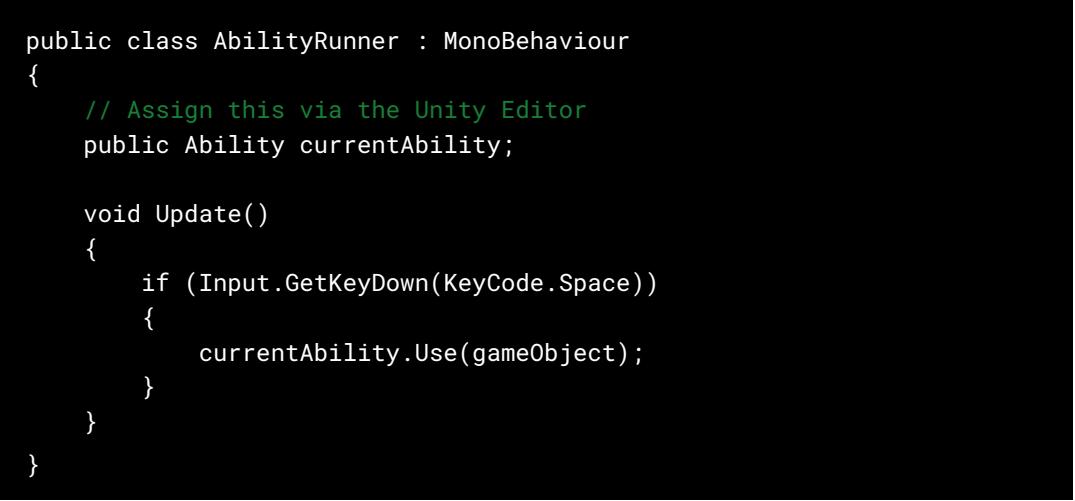 public class AbilityRunner : MonoBehaviour
{
    // Assign this via the Unity Editor
    public Ability currentAbility;

    void Update()
    {
        if (Input.GetKeyDown(KeyCode.Space))
        {
            currentAbility.Use(gameObject);
        }
    }
}